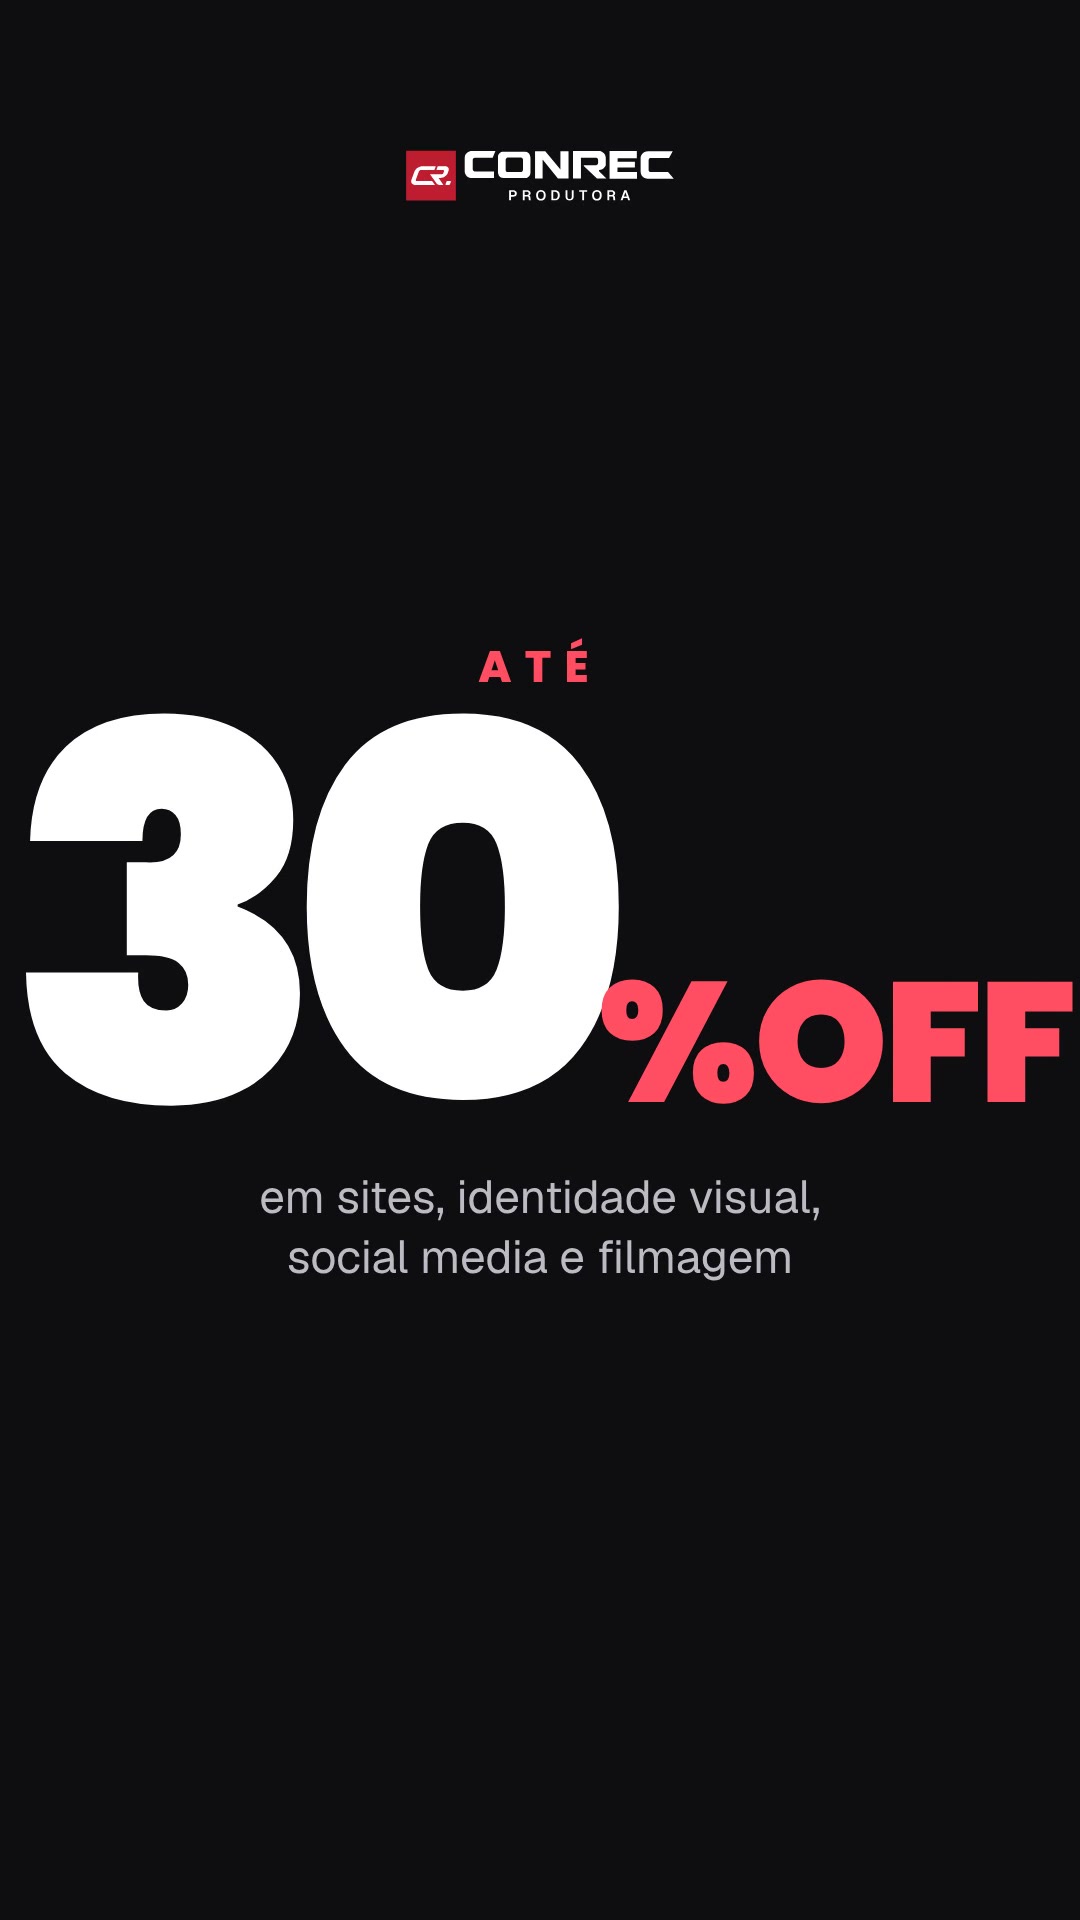 CR. CONREC
PRODUTORA
ATÉ
30%OFF
em sites, identidade visual,
social media e filmagem